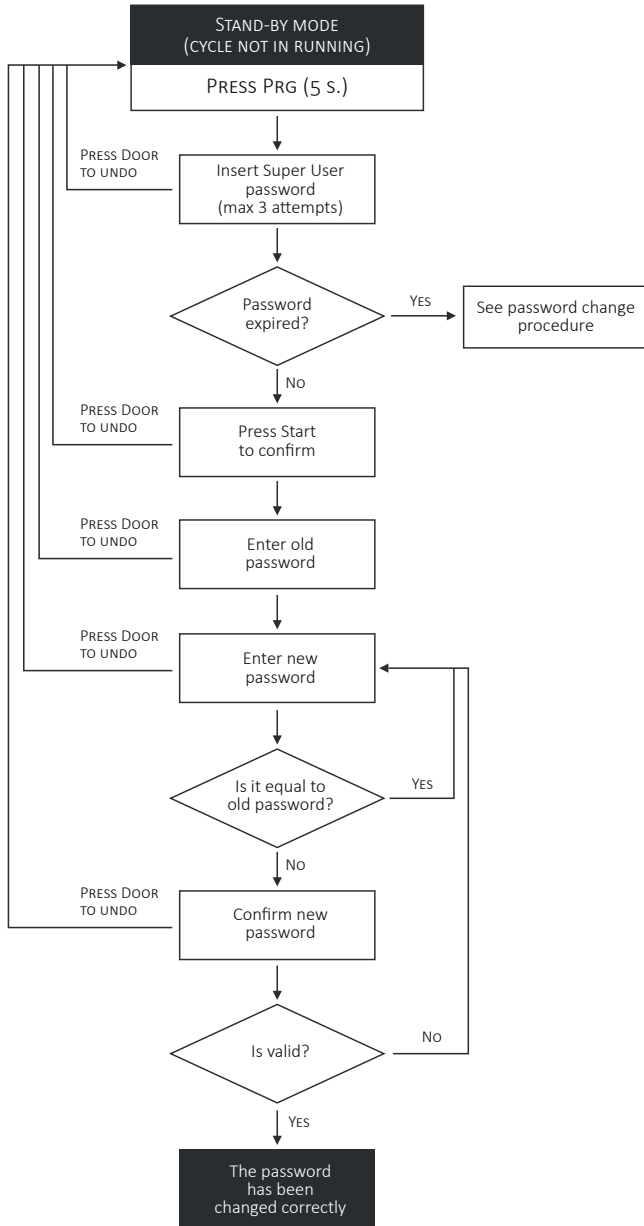 STAND-BY MODE
(CYCLE NOT IN RUNNING)
PRESS PRG (5 S.)
PRESS DOOR
TO UNDO
Insert Super User
password
(max 3 attempts)
Password
expired?
YES
See password change
procedure
NO
PRESS DOOR
TO UNDO
Press Start
to confirm
PRESS DOOR
TO UNDO
Enter old
password
PRESS DOOR
TO UNDO
Enter new
password
Is it equal to
old password?
YES
NO
PRESS DOOR
TO UNDO
Confirm new
password
Is valid?
NO
YES
The password
has been
changed correctly